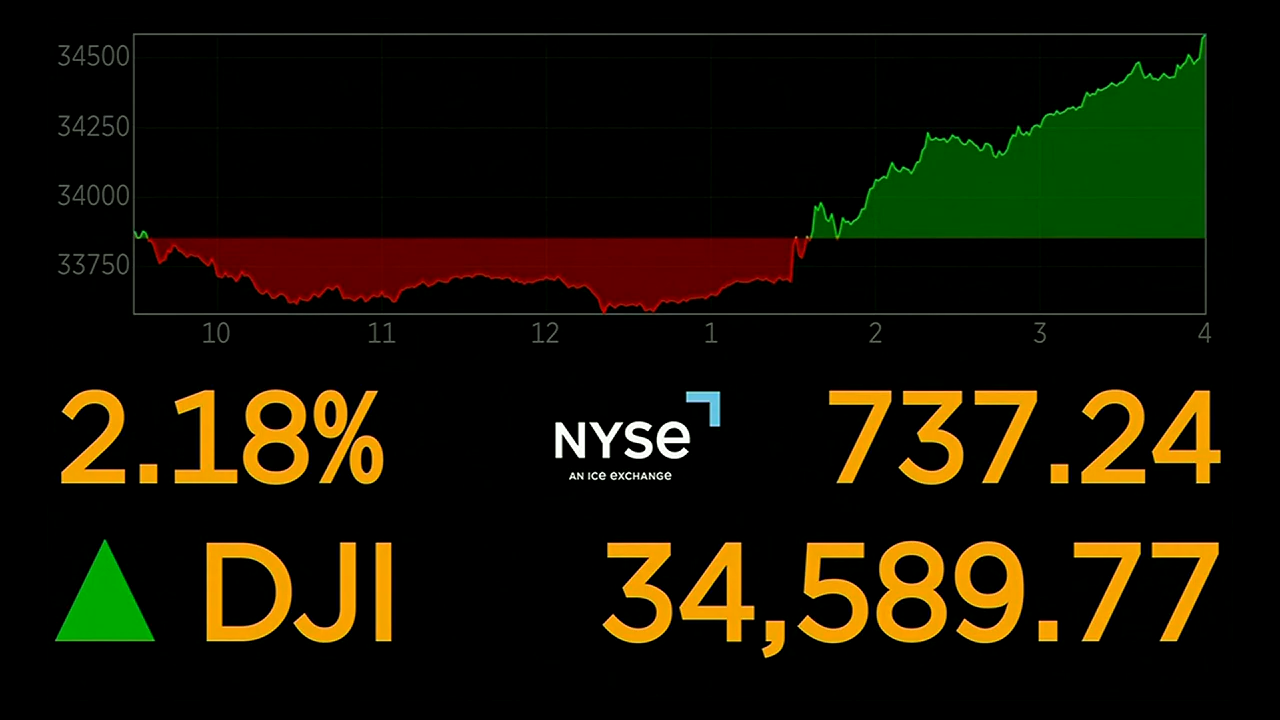 34500
34250
34000
33750
10 11 12 1 2 3 4
2.18% NYSE 737.24
AN ICE EXCHANGE
DJI 34,589.77